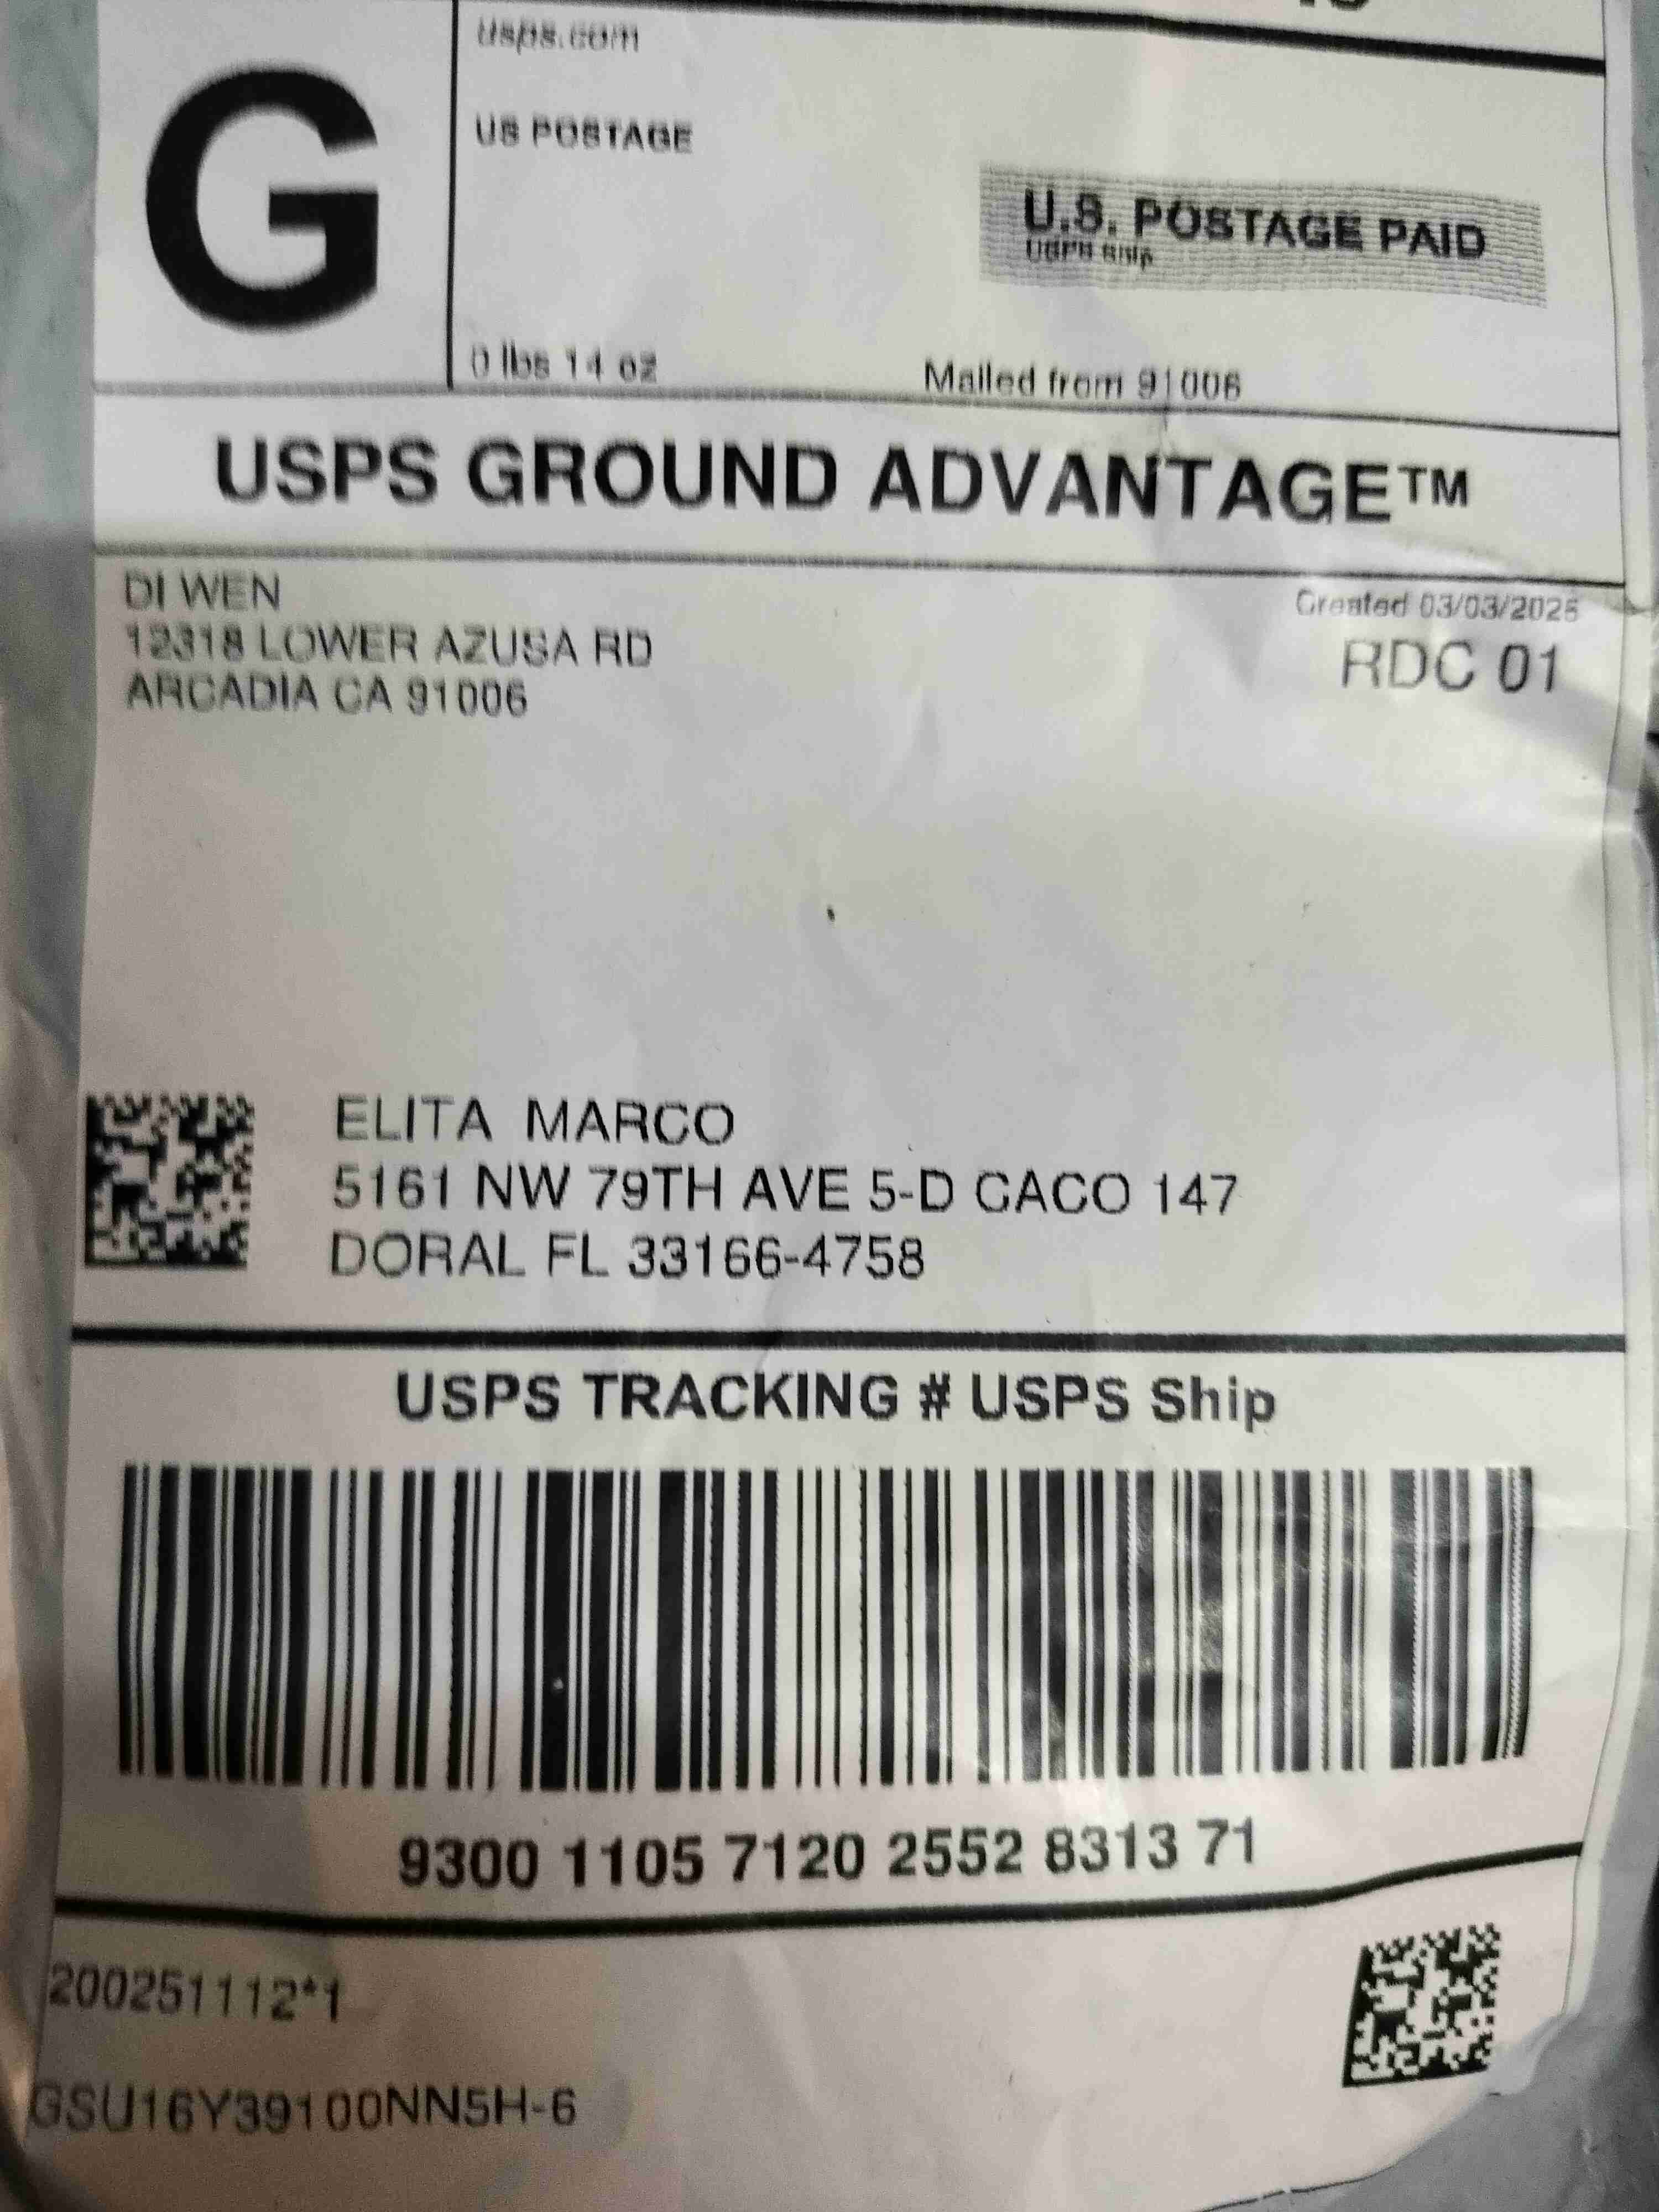 usps.com
G
US POSTAGE
U.S. POSTAGE PAID
USPS Ship
0 lbs 14 oz
Mailed from 91006
USPS GROUND ADVANTAGE™
DI WEN
12318 LOWER AZUSA RD
ARCADIA CA 91006
Created 03/03/2025
RDC 01
ELITA MARCO
5161 NW 79TH AVE 5-D CACO 147
DORAL FL 33166-4758
USPS TRACKING # USPS Ship
9300 1105 7120 2552 8313 71
200251112*1
GSU16Y39100NN5H-6